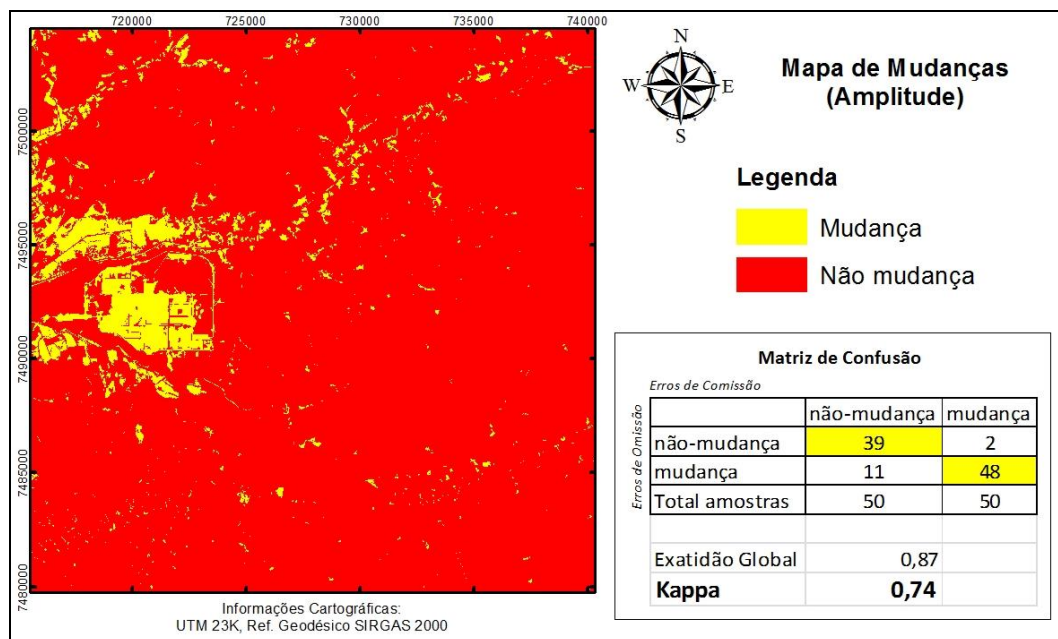 720000 725000 730000 735000 740000
7500000
7495000
7490000
7485000
7480000
Informações Cartográficas:
UTM 23K, Ref. Geodésico SIRGAS 2000
N
W E
S
Mapa de Mudanças
(Amplitude)
Legenda
Mudança
Não mudança
Matriz de Confusão
Erros de Comissão
Erros de Omissão
não-mudança mudança
não-mudança 39 2
mudança 11 48
Total amostras 50 50
Exatidão Global 0,87
Kappa 0,74